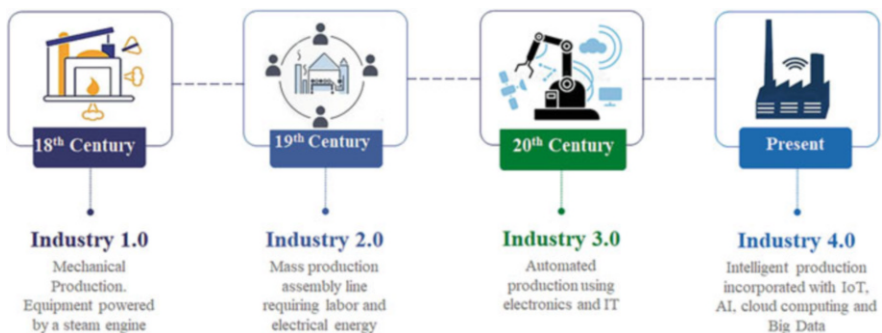 18th Century
19th Century
20th Century
Present
Industry 1.0
Mechanical
Production.
Equipment powered
by a steam engine
Industry 2.0
Mass production
assembly line
requiring labor and
electrical energy
Industry 3.0
Automated
production using
electronics and IT
Industry 4.0
Intelligent production
incorporated with IoT,
AI, cloud computing and
Big Data